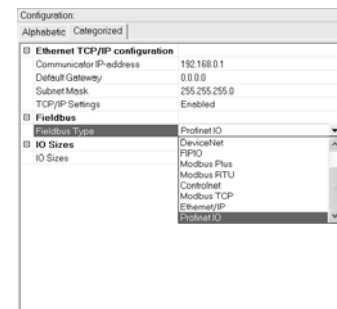 Configuration:
Alphabetic Categorized
Ethernet TCP/IP configuration
Communicator IP-address 192.168.0.1
Default Gateway 0.0.0.0
Subnet Mask 255.255.255.0
TCP/IP Settings Enabled
Fieldbus
Fieldbus Type Profinet IO
IO Sizes
IO Sizes
DeviceNet
FIPIO
Modbus Plus
Modbus RTU
Controlnet
Modbus TCP
Ethernet/IP
Profinet IO